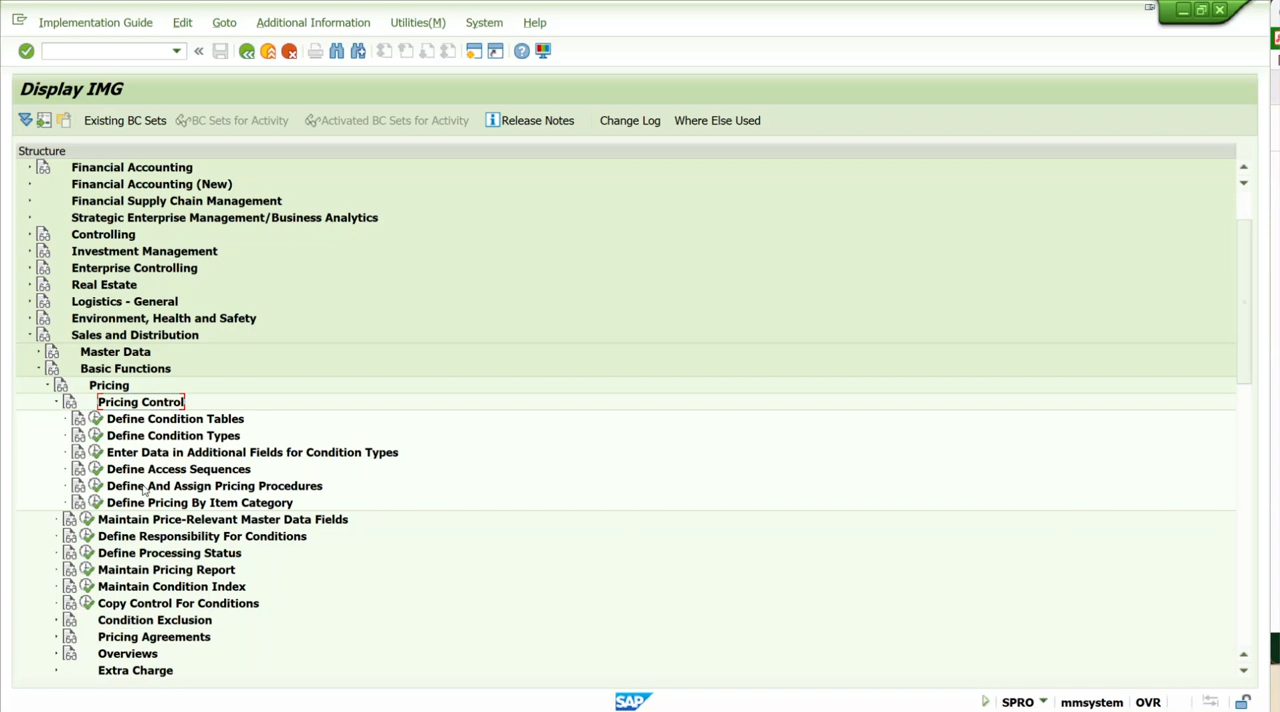 Implementation Guide Edit Goto Additional Information Utilities(M) System Help
Display IMG
Existing BC Sets BC Sets for Activity Activated BC Sets for Activity Release Notes Change Log Where Else Used
Structure
Financial Accounting
Financial Accounting (New)
Financial Supply Chain Management
Strategic Enterprise Management/Business Analytics
Controlling
Investment Management
Enterprise Controlling
Real Estate
Logistics - General
Environment, Health and Safety
Sales and Distribution
Master Data
Basic Functions
Pricing
Pricing Control
Define Condition Tables
Define Condition Types
Enter Data in Additional Fields for Condition Types
Define Access Sequences
Define And Assign Pricing Procedures
Define Pricing By Item Category
Maintain Price-Relevant Master Data Fields
Define Responsibility For Conditions
Define Processing Status
Maintain Pricing Report
Maintain Condition Index
Copy Control For Conditions
Condition Exclusion
Pricing Agreements
Overviews
Extra Charge
SAP SPRO mmsystem OVR